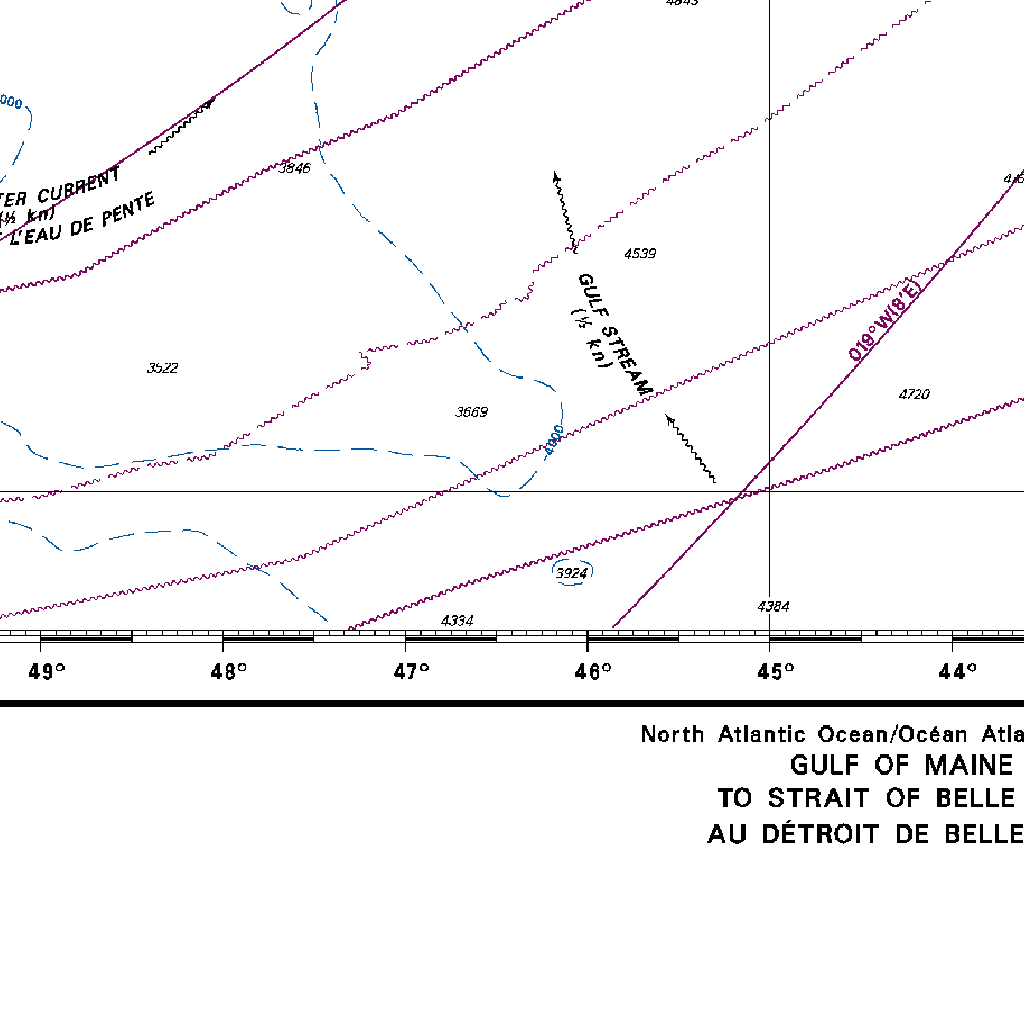 4843
000
3846
TER CURRENT
(½ kn)
L'EAU DE PENTE
4539
GULF STREAM
(½ kn)
019°W(8'E)
3522
3669
4720
4000
3924
4334
4384
49° 48° 47° 46° 45° 44°
North Atlantic Ocean/Océan Atla
GULF OF MAINE
TO STRAIT OF BELLE
AU DÉTROIT DE BELLE